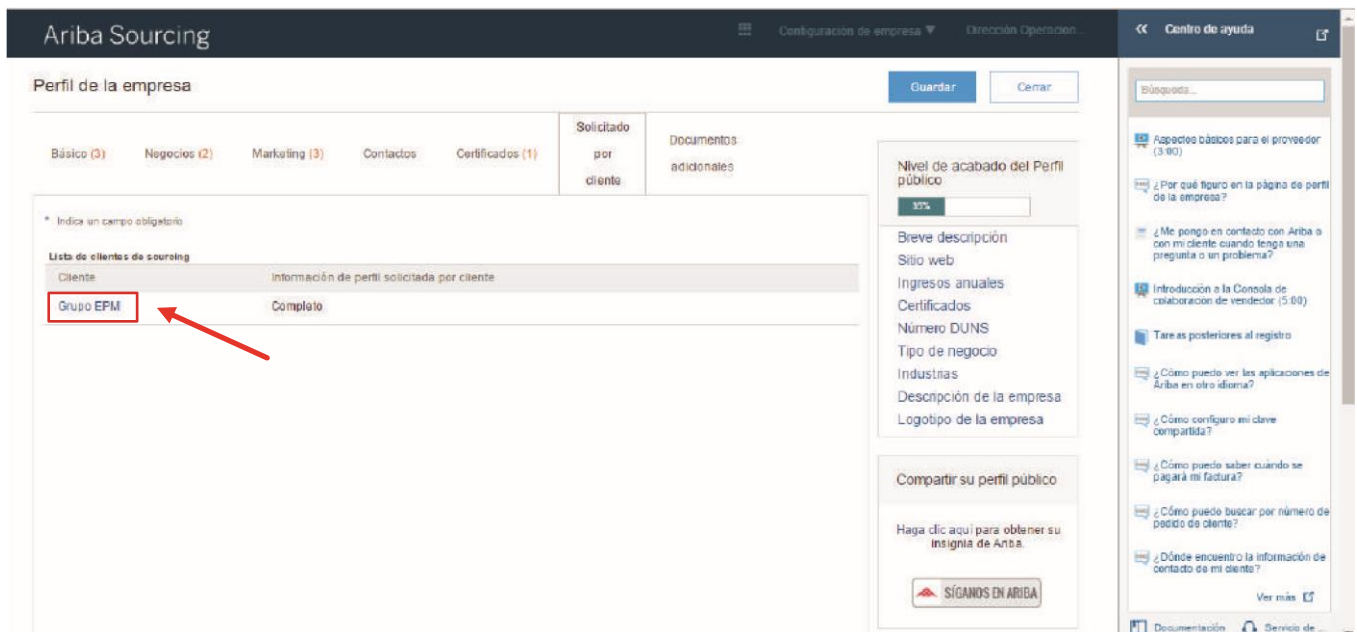 Ariba Sourcing
Configuración de empresa ▼
Dirección Operacion...
Perfil de la empresa
Guardar
Cerrar
Básico (3)
Negocios (2)
Marketing (3)
Contactos
Certificados (1)
Solicitado
por
cliente
Documentos
adicionales
* Indica un campo obligatorio
Lista de clientes de sourcing
Cliente
Información de perfil solicitada por cliente
Grupo EPM
Completo
Nivel de acabado del Perfil
público
Breve descripción
Sitio web
Ingresos anuales
Certificados
Número DUNS
Tipo de negocio
Industrias
Descripción de la empresa
Logotipo de la empresa
Compartir su perfil público
Haga clic aquí para obtener su
insignia de Ariba.
SÍGANOS EN ARIBA
« Centro de ayuda
Búsqueda...
Aspectos básicos para el proveedor
(3:00)
¿Por qué figuro en la página de perfil
de la empresa?
¿Me pongo en contacto con Ariba o
con mi cliente cuando tenga una
pregunta o un problema?
Introducción a la Consola de
colaboración de vendedor (5:00)
Tareas posteriores al registro
¿Cómo puedo ver las aplicaciones de
Ariba en otro idioma?
¿Cómo configuro mi clave
compartida?
¿Cómo puedo saber cuándo se
pagará mi factura?
¿Cómo puedo buscar por número de
pedido de cliente?
¿Dónde encuentro la información de
contacto de mi cliente?
Ver más
Documentación
Servicio de ...